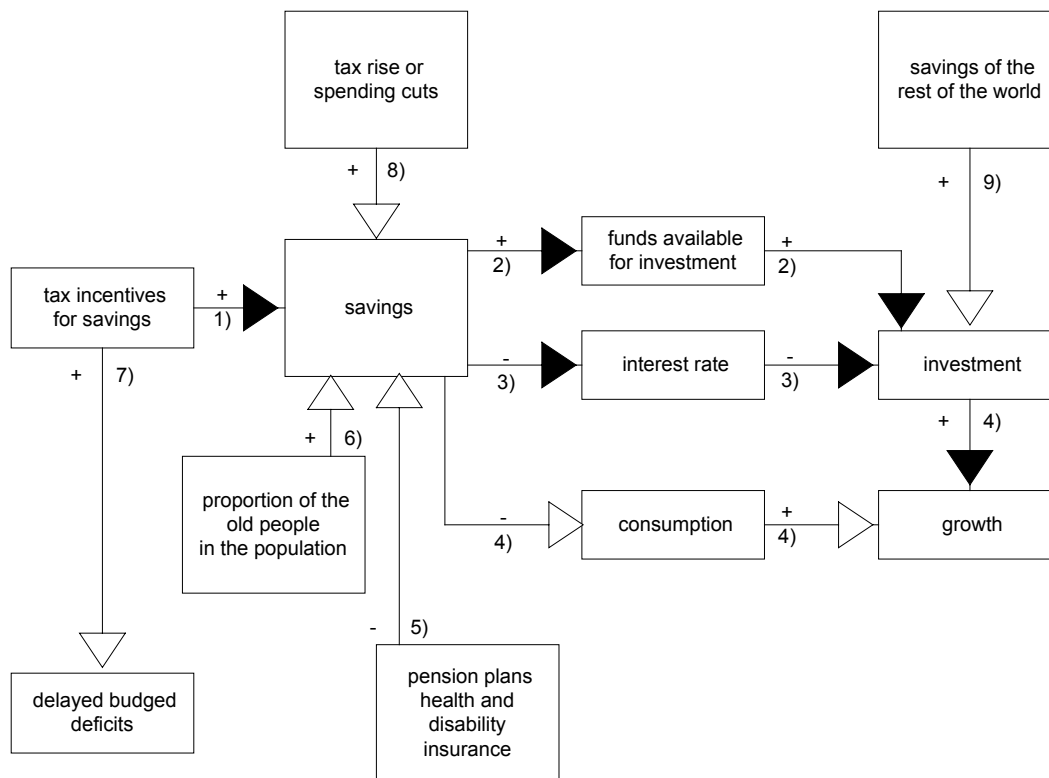 tax rise or
spending cuts
savings of the
rest of the world
+ 8)
+ 9)
tax incentives
for savings
+
1)
savings
+
2)
funds available
for investment
+
2)
-
3)
interest rate
-
3)
investment
+ 7)
+ 6)
+ 4)
proportion of the
old people
in the population
-
4)
consumption
+
4)
growth
- 5)
delayed budged
deficits
pension plans
health and
disability
insurance